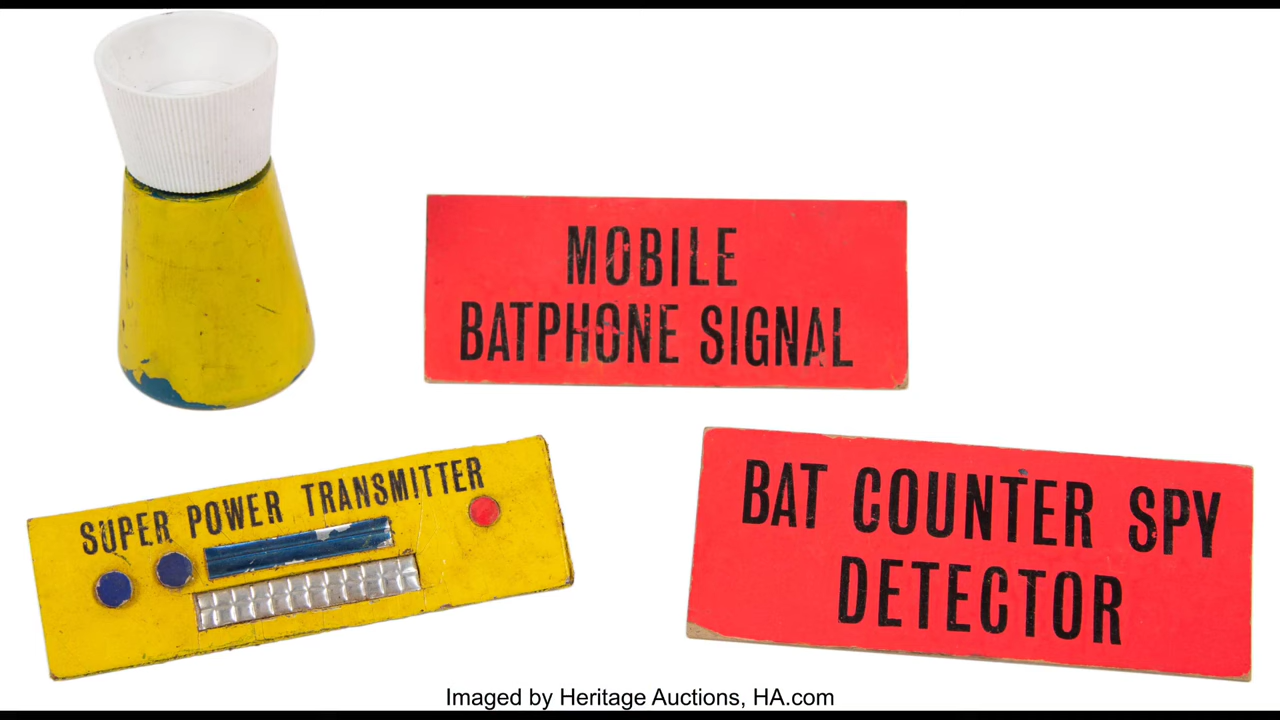 MOBILE
BATPHONE SIGNAL
SUPER POWER TRANSMITTER
BAT COUNTER SPY
DETECTOR
Imaged by Heritage Auctions, HA.com